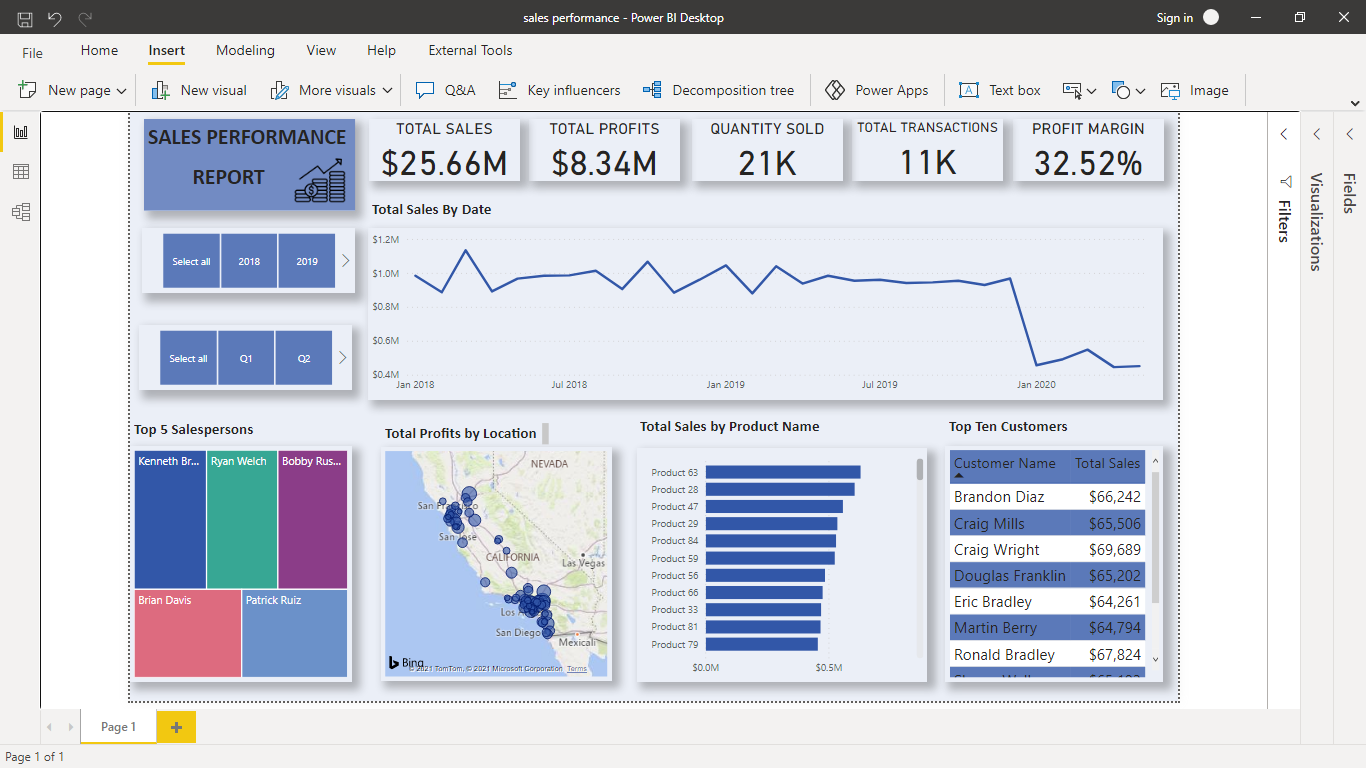 sales performance - Power BI Desktop
Sign in
File
Home
Insert
Modeling
View
Help
External Tools
New page
New visual
More visuals
Q&A
Key influencers
Decomposition tree
Power Apps
Text box
Image
SALES PERFORMANCE
REPORT
TOTAL SALES
$25.66M
TOTAL PROFITS
$8.34M
QUANTITY SOLD
21K
TOTAL TRANSACTIONS
11K
PROFIT MARGIN
32.52%
Select all
2018
2019
Select all
Q1
Q2
Total Sales By Date
$1.2M
$1.0M
$0.8M
$0.6M
$0.4M
Jan 2018
Jul 2018
Jan 2019
Jul 2019
Jan 2020
Top 5 Salespersons
Kenneth Br...
Ryan Welch
Bobby Rus...
Brian Davis
Patrick Ruiz
Total Profits by Location
NEVADA
San Francisco
San Jose
CALIFORNIA
Las Vegas
Los
San Diego
Mexicali
Bing
© 2021 TomTom, © 2021 Microsoft Corporation
Terms
Total Sales by Product Name
Product 63
Product 28
Product 47
Product 29
Product 84
Product 59
Product 56
Product 66
Product 33
Product 81
Product 79
$0.0M
$0.5M
Top Ten Customers
Customer Name Total Sales
Brandon Diaz $66,242
Craig Mills $65,506
Craig Wright $69,689
Douglas Franklin $65,202
Eric Bradley $64,261
Martin Berry $64,794
Ronald Bradley $67,824
Filters
Visualizations
Fields
Page 1
Page 1 of 1